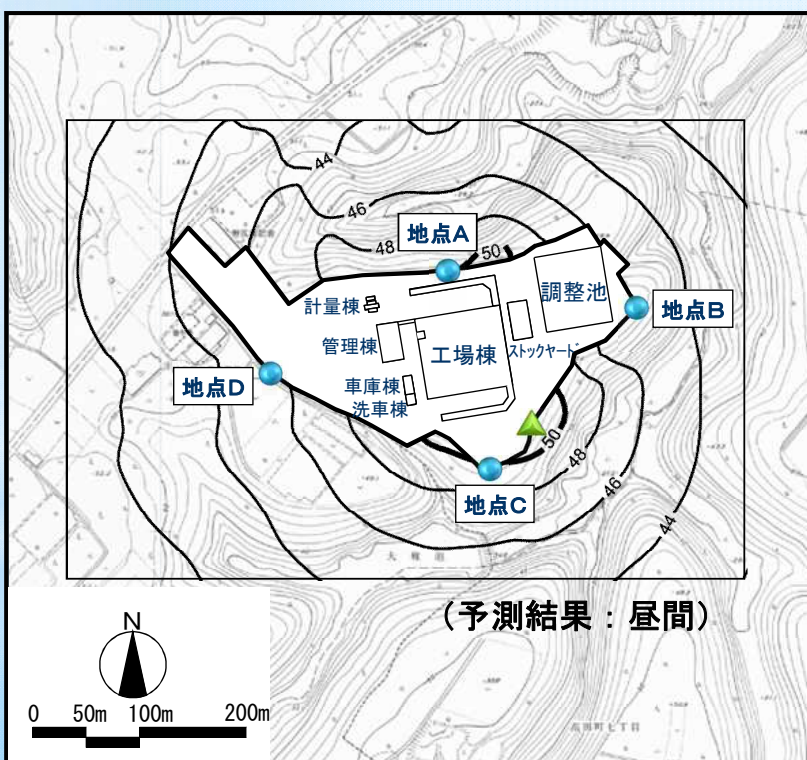 44
46
48
50
地点A
計量棟
調整池
地点B
管理棟
工場棟
ストックヤード
地点D
車庫棟
洗車棟
50
48
46
44
地点C
(予測結果:昼間)
N
0 50m 100m 200m